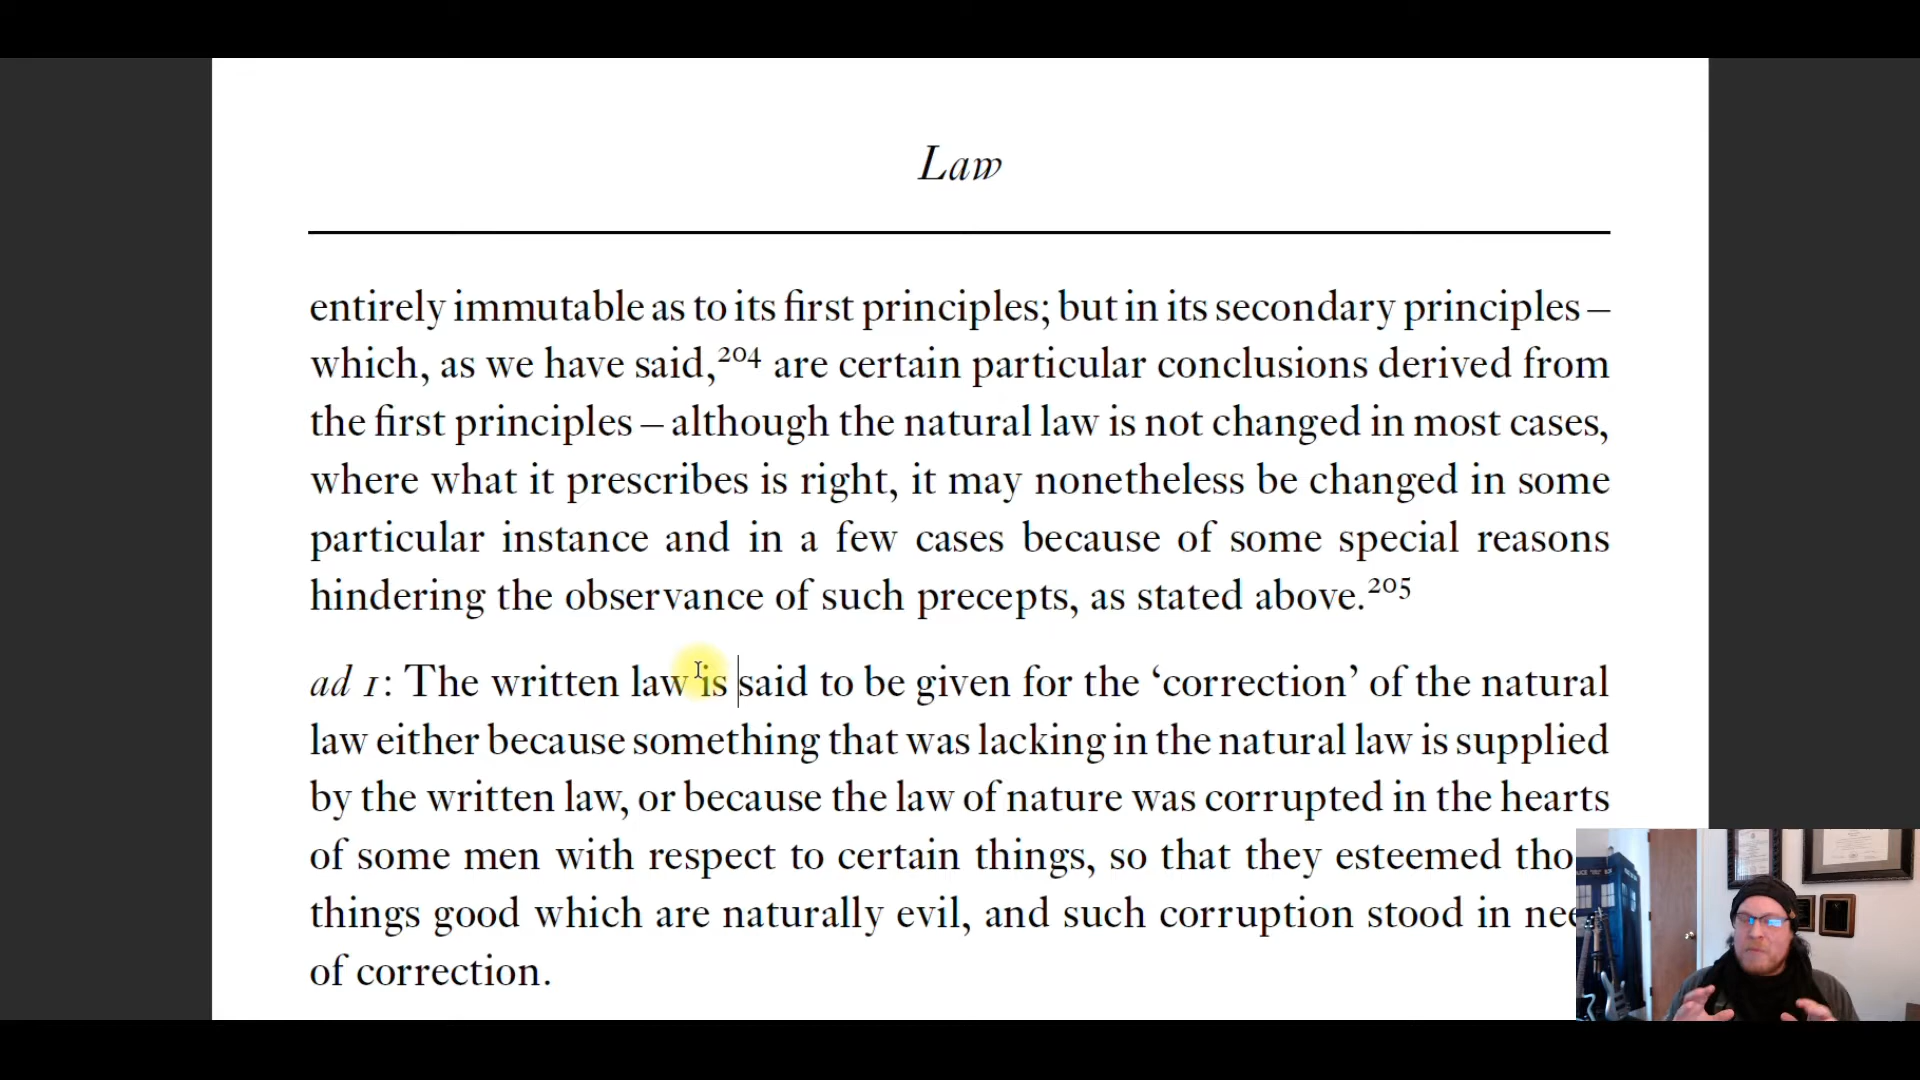 Law
entirely immutable as to its first principles; but in its secondary principles –
which, as we have said,²⁰⁴ are certain particular conclusions derived from
the first principles – although the natural law is not changed in most cases,
where what it prescribes is right, it may nonetheless be changed in some
particular instance and in a few cases because of some special reasons
hindering the observance of such precepts, as stated above.²⁰⁵
ad 1: The written law is said to be given for the ‘correction’ of the natural
law either because something that was lacking in the natural law is supplied
by the written law, or because the law of nature was corrupted in the hearts
of some men with respect to certain things, so that they esteemed tho
things good which are naturally evil, and such corruption stood in nee
of correction.